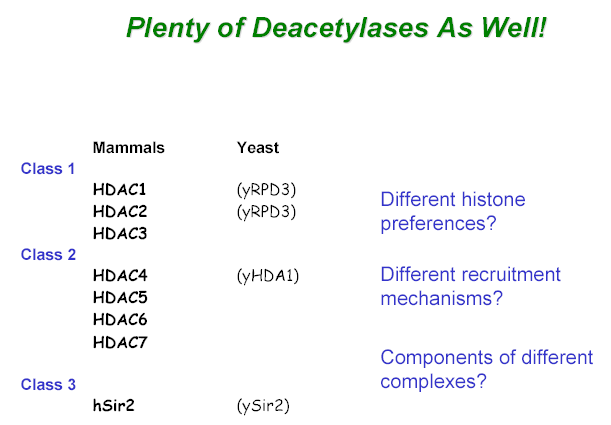 Plenty of Deacetylases As Well!
Mammals Yeast
Class 1
HDAC1 (yRPD3)
HDAC2 (yRPD3)
HDAC3
Class 2
HDAC4 (yHDA1)
HDAC5
HDAC6
HDAC7
Class 3
hSir2 (ySir2)
Different histone
preferences?
Different recruitment
mechanisms?
Components of different
complexes?